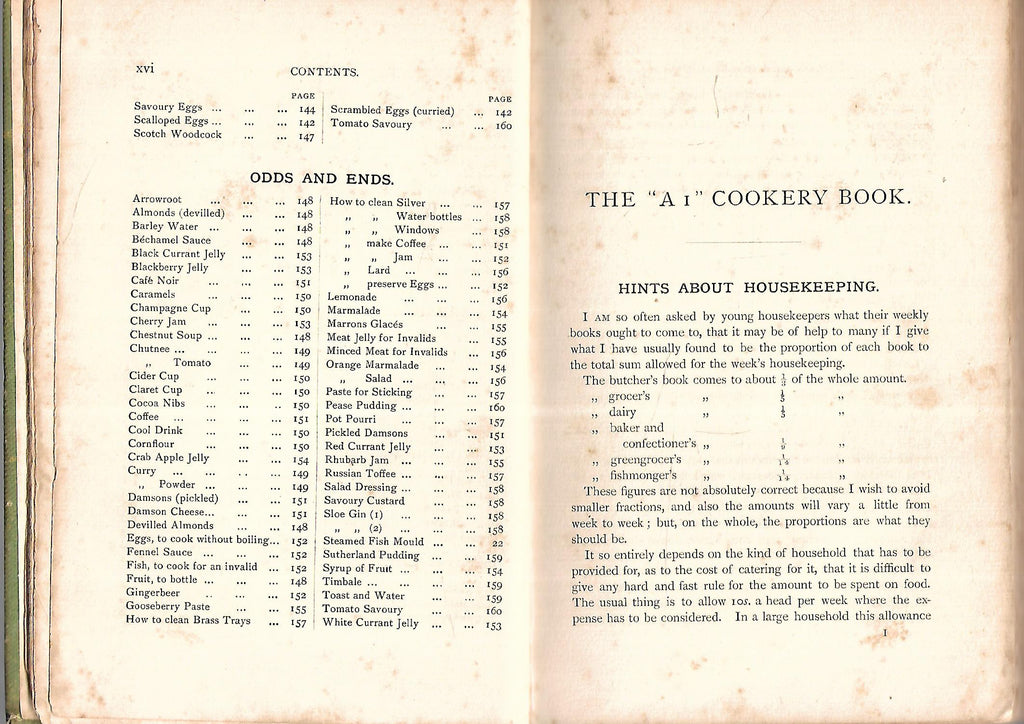 xvi CONTENTS.
PAGE
Savoury Eggs ... ... ... 144
Scalloped Eggs ... ... ... 142
Scotch Woodcock ... ... 147
PAGE
Scrambled Eggs (curried) ... 142
Tomato Savoury ... ... 160
ODDS AND ENDS.
Arrowroot ... ... ... 148
Almonds (devilled) ... ... 148
Barley Water ... ... ... 148
Béchamel Sauce ... ... 148
Black Currant Jelly ... ... 153
Blackberry Jelly ... ... 153
Café Noir ... ... ... 151
Caramels ... ... ... 150
Champagne Cup ... ... 150
Cherry Jam ... ... ... 153
Chestnut Soup ... ... ... 148
Chutnee ... ... ... ... 149
„ Tomato ... ... 149
Cider Cup ... ... ... 150
Claret Cup ... ... ... 150
Cocoa Nibs ... ... .. 150
Coffee ... ... ... ... 151
Cool Drink ... ... ... 150
Cornflour ... ... ... 150
Crab Apple Jelly ... ... 154
Curry ... ... .. ... 149
„ Powder ... ... ... 149
Damsons (pickled) ... ... 151
Damson Cheese... ... ... 151
Devilled Almonds ... ... 148
Eggs, to cook without boiling... 152
Fennel Sauce ... ... ... 152
Fish, to cook for an invalid ... 152
Fruit, to bottle ... ... ... 148
Gingerbeer .. ... ... 152
Gooseberry Paste ... ... 155
How to clean Brass Trays ... 157
How to clean Silver ... ... 157
„ „ Water bottles ... 158
„ „ Windows ... 158
„ make Coffee ... ... 151
„ „ Jam ... ... 152
„ Lard ... ... ... 156
„ preserve Eggs ... ... 152
Lemonade ... ... ... 156
Marmalade ... ... ... 154
Marrons Glacés ... ... 155
Meat Jelly for Invalids ... 155
Minced Meat for Invalids ... 156
Orange Marmalade ... ... 154
„ Salad ... ... ... 156
Paste for Sticking ... ... 157
Pease Pudding ... ... ... 160
Pot Pourri ... ... ... 157
Pickled Damsons ... ... 151
Red Currant Jelly ... ... 153
Rhubarb Jam ... ... ... 155
Russian Toffee ... ... ... 157
Salad Dressing ... ... ... 158
Savoury Custard ... ... 158
Sloe Gin (1) ... ... ... 158
„ „ (2) ... ... ... 158
Steamed Fish Mould ... ... 22
Sutherland Pudding ... ... 159
Syrup of Fruit ... ... ... 154
Timbale ... ... ... ... 159
Toast and Water ... ... 159
Tomato Savoury ... ... 160
White Currant Jelly ... ... 153
THE "A 1" COOKERY BOOK.
HINTS ABOUT HOUSEKEEPING.
I AM so often asked by young housekeepers what their weekly
books ought to come to, that it may be of help to many if I give
what I have usually found to be the proportion of each book to
the total sum allowed for the week's housekeeping.
The butcher's book comes to about ⅓ of the whole amount.
„ grocer's „ „
„ dairy „ „
„ baker and
confectioner's „ „
„ greengrocer's „ „
„ fishmonger's „ „
These figures are not absolutely correct because I wish to avoid
smaller fractions, and also the amounts will vary a little from
week to week; but, on the whole, the proportions are what they
should be.
It so entirely depends on the kind of household that has to be
provided for, as to the cost of catering for it, that it is difficult to
give any hard and fast rule for the amount to be spent on food.
The usual thing is to allow 10s. a head per week where the ex-
pense has to be considered. In a large household this allowance
1